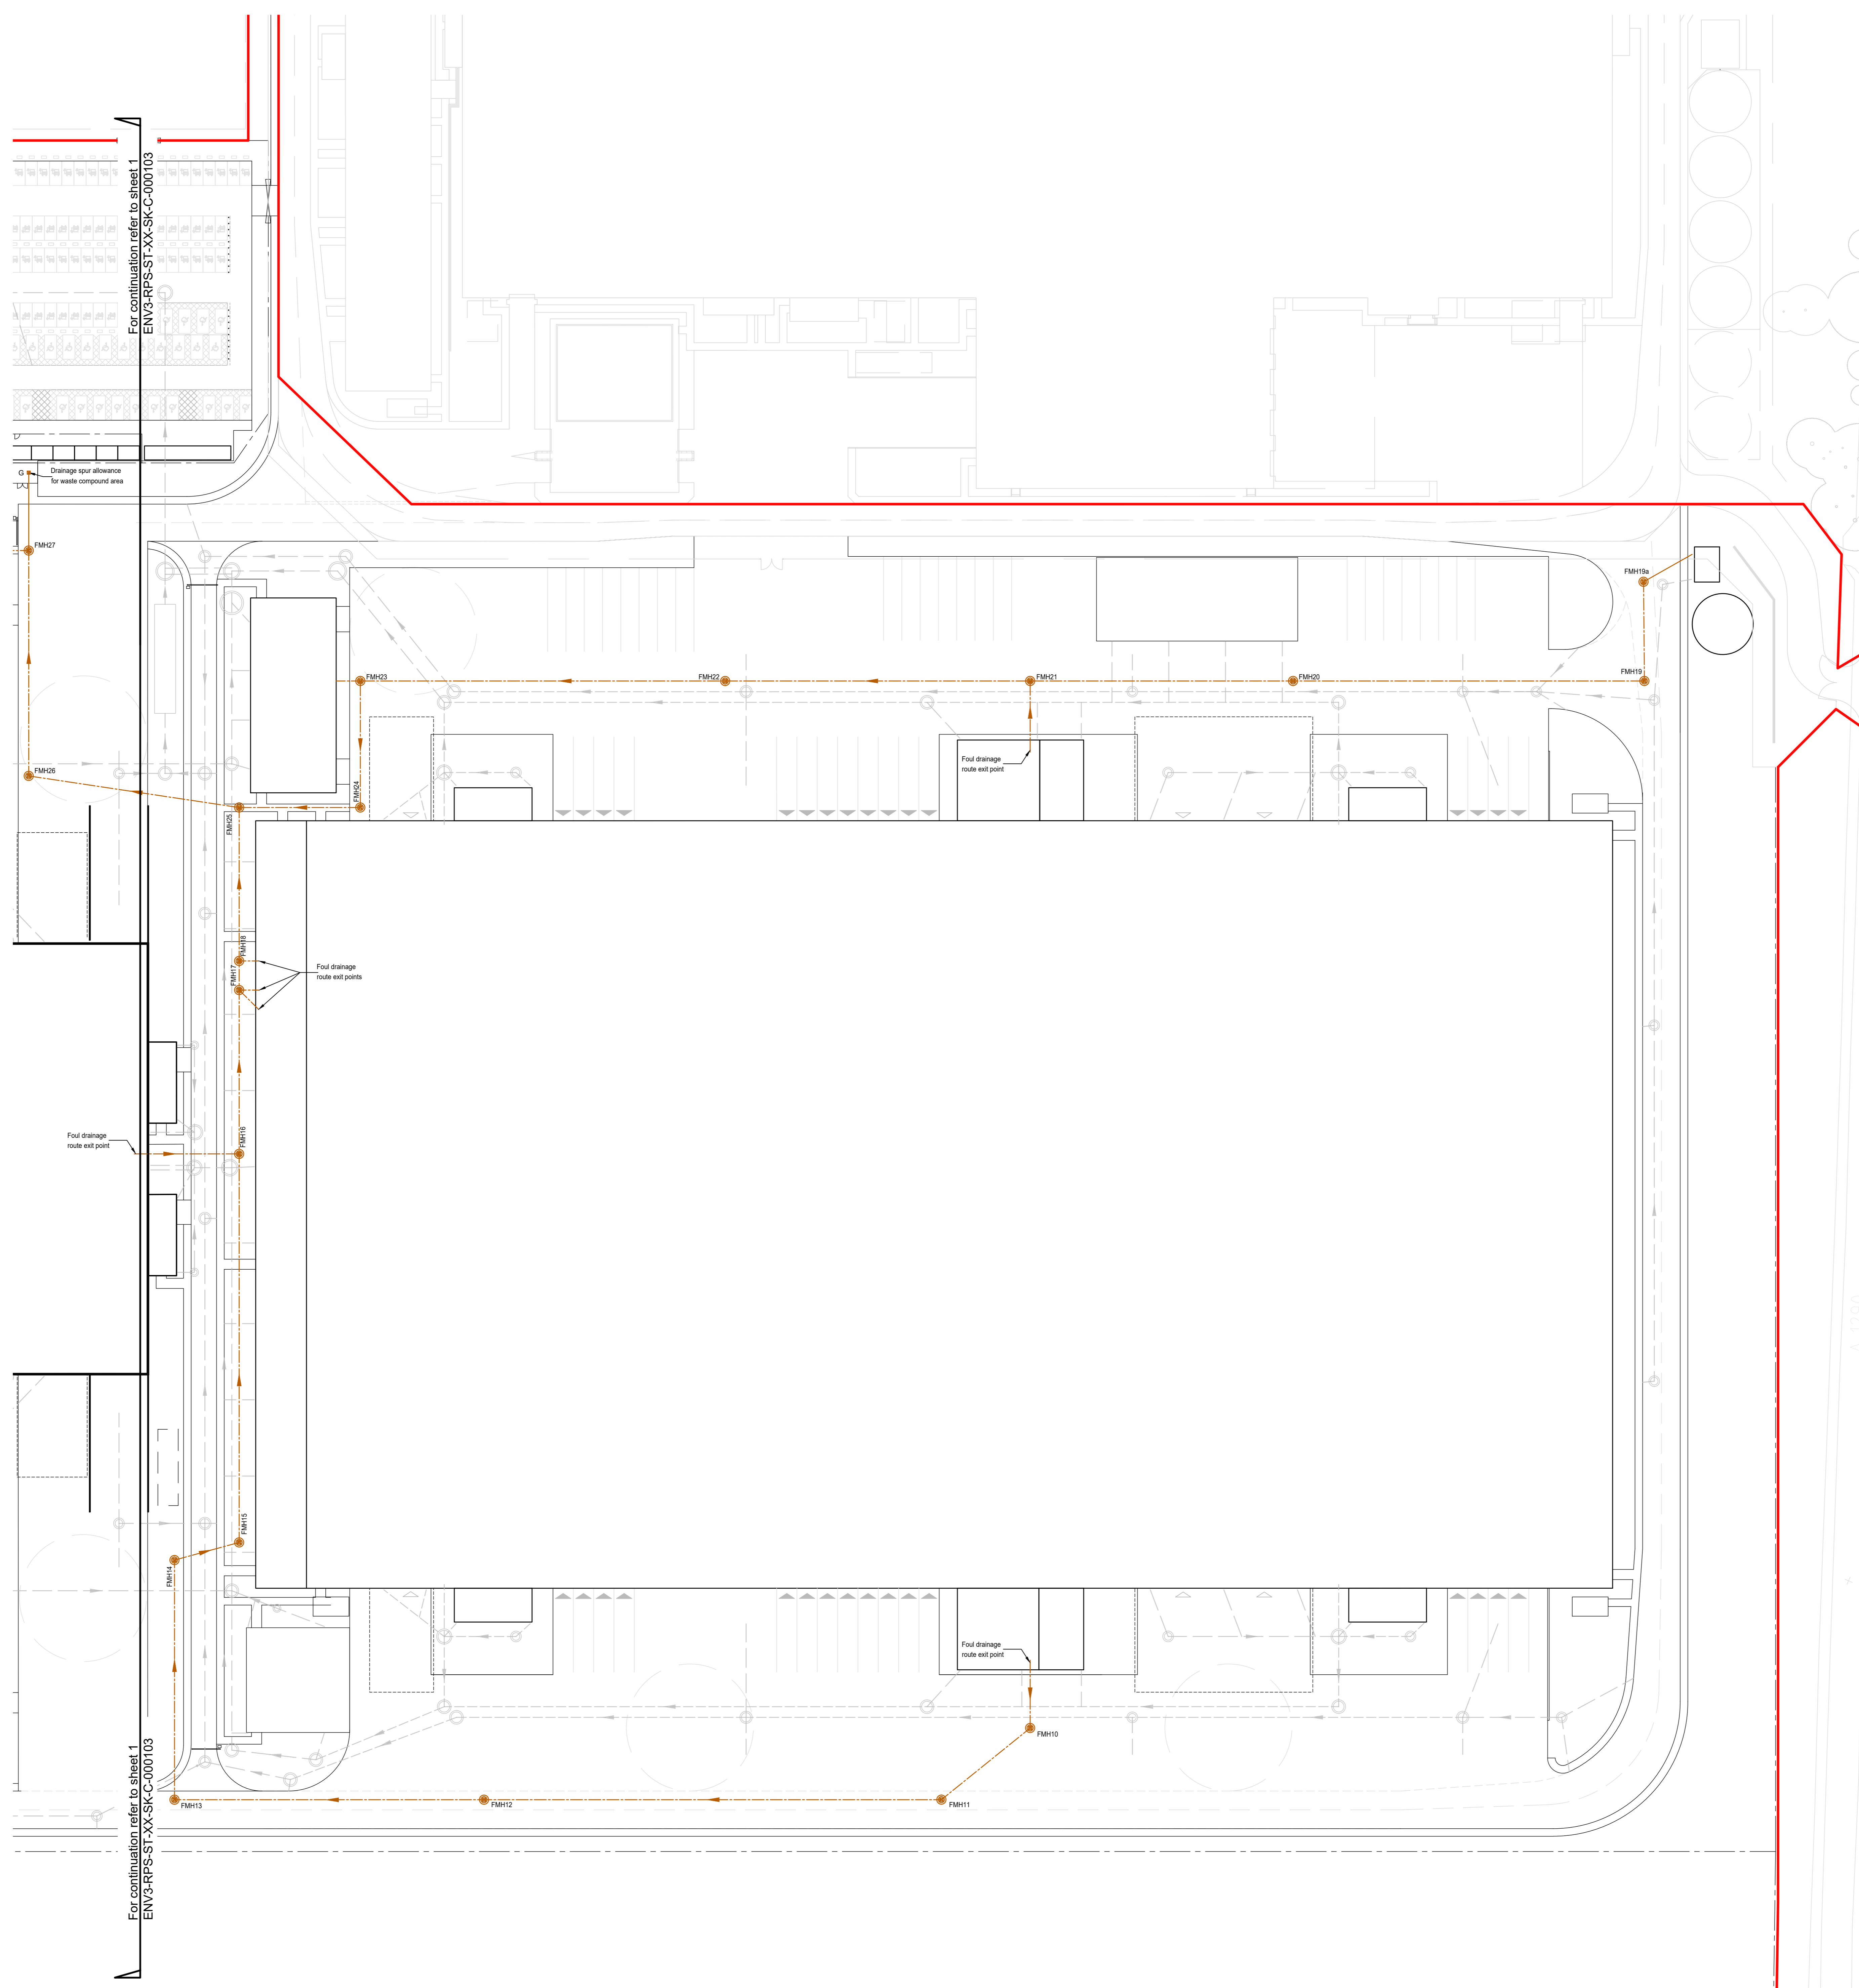 For continuation refer to sheet 1
ENV3-RPS-ST-XX-SK-C-000103
G
Drainage spur allowance
for waste compound area
FMH27
FMH19a
FMH23
FMH22
FMH21
FMH20
FMH19
Foul drainage
route exit point
FMH26
FMH24
FMH25
FMH18
FMH17
Foul drainage
route exit points
FMH16
Foul drainage
route exit point
FMH15
FMH14
Foul drainage
route exit point
FMH10
FMH13
FMH12
FMH11
For continuation refer to sheet 1
ENV3-RPS-ST-XX-SK-C-000103